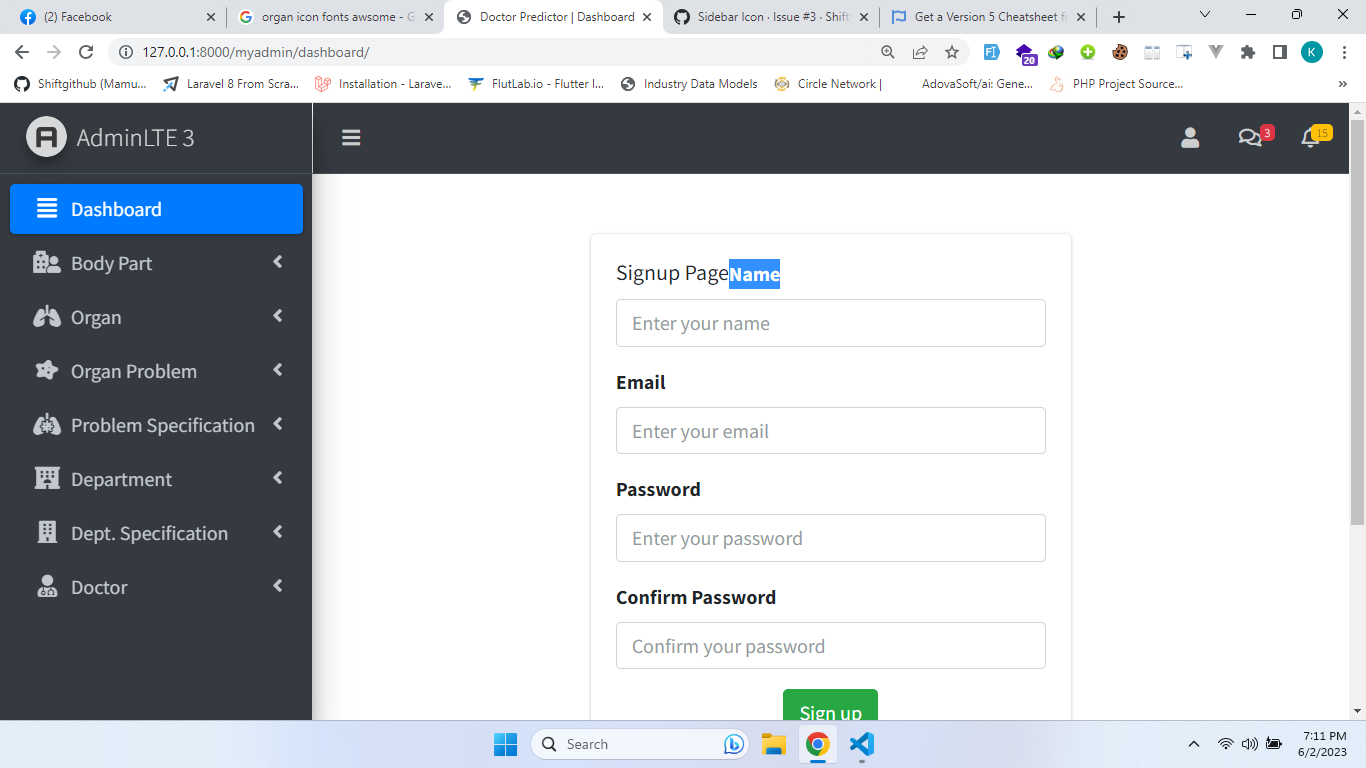 (2) Facebook
organ icon fonts awsome - G
Doctor Predictor | Dashboard
Sidebar Icon · Issue #3 · Shift
Get a Version 5 Cheatsheet fo
127.0.0.1:8000/myadmin/dashboard/
20
K
Shiftgithub (Mamu...
Laravel 8 From Scra...
Installation - Larave...
FlutLab.io - Flutter I...
Industry Data Models
Circle Network |
AdovaSoft/ai: Gene...
PHP Project Source...
»
AdminLTE 3
3
15
Dashboard
Body Part
Organ
Organ Problem
Problem Specification
Department
Dept. Specification
Doctor
Signup PageName
Enter your name
Email
Enter your email
Password
Enter your password
Confirm Password
Confirm your password
Sign up
Search
7:11 PM
6/2/2023